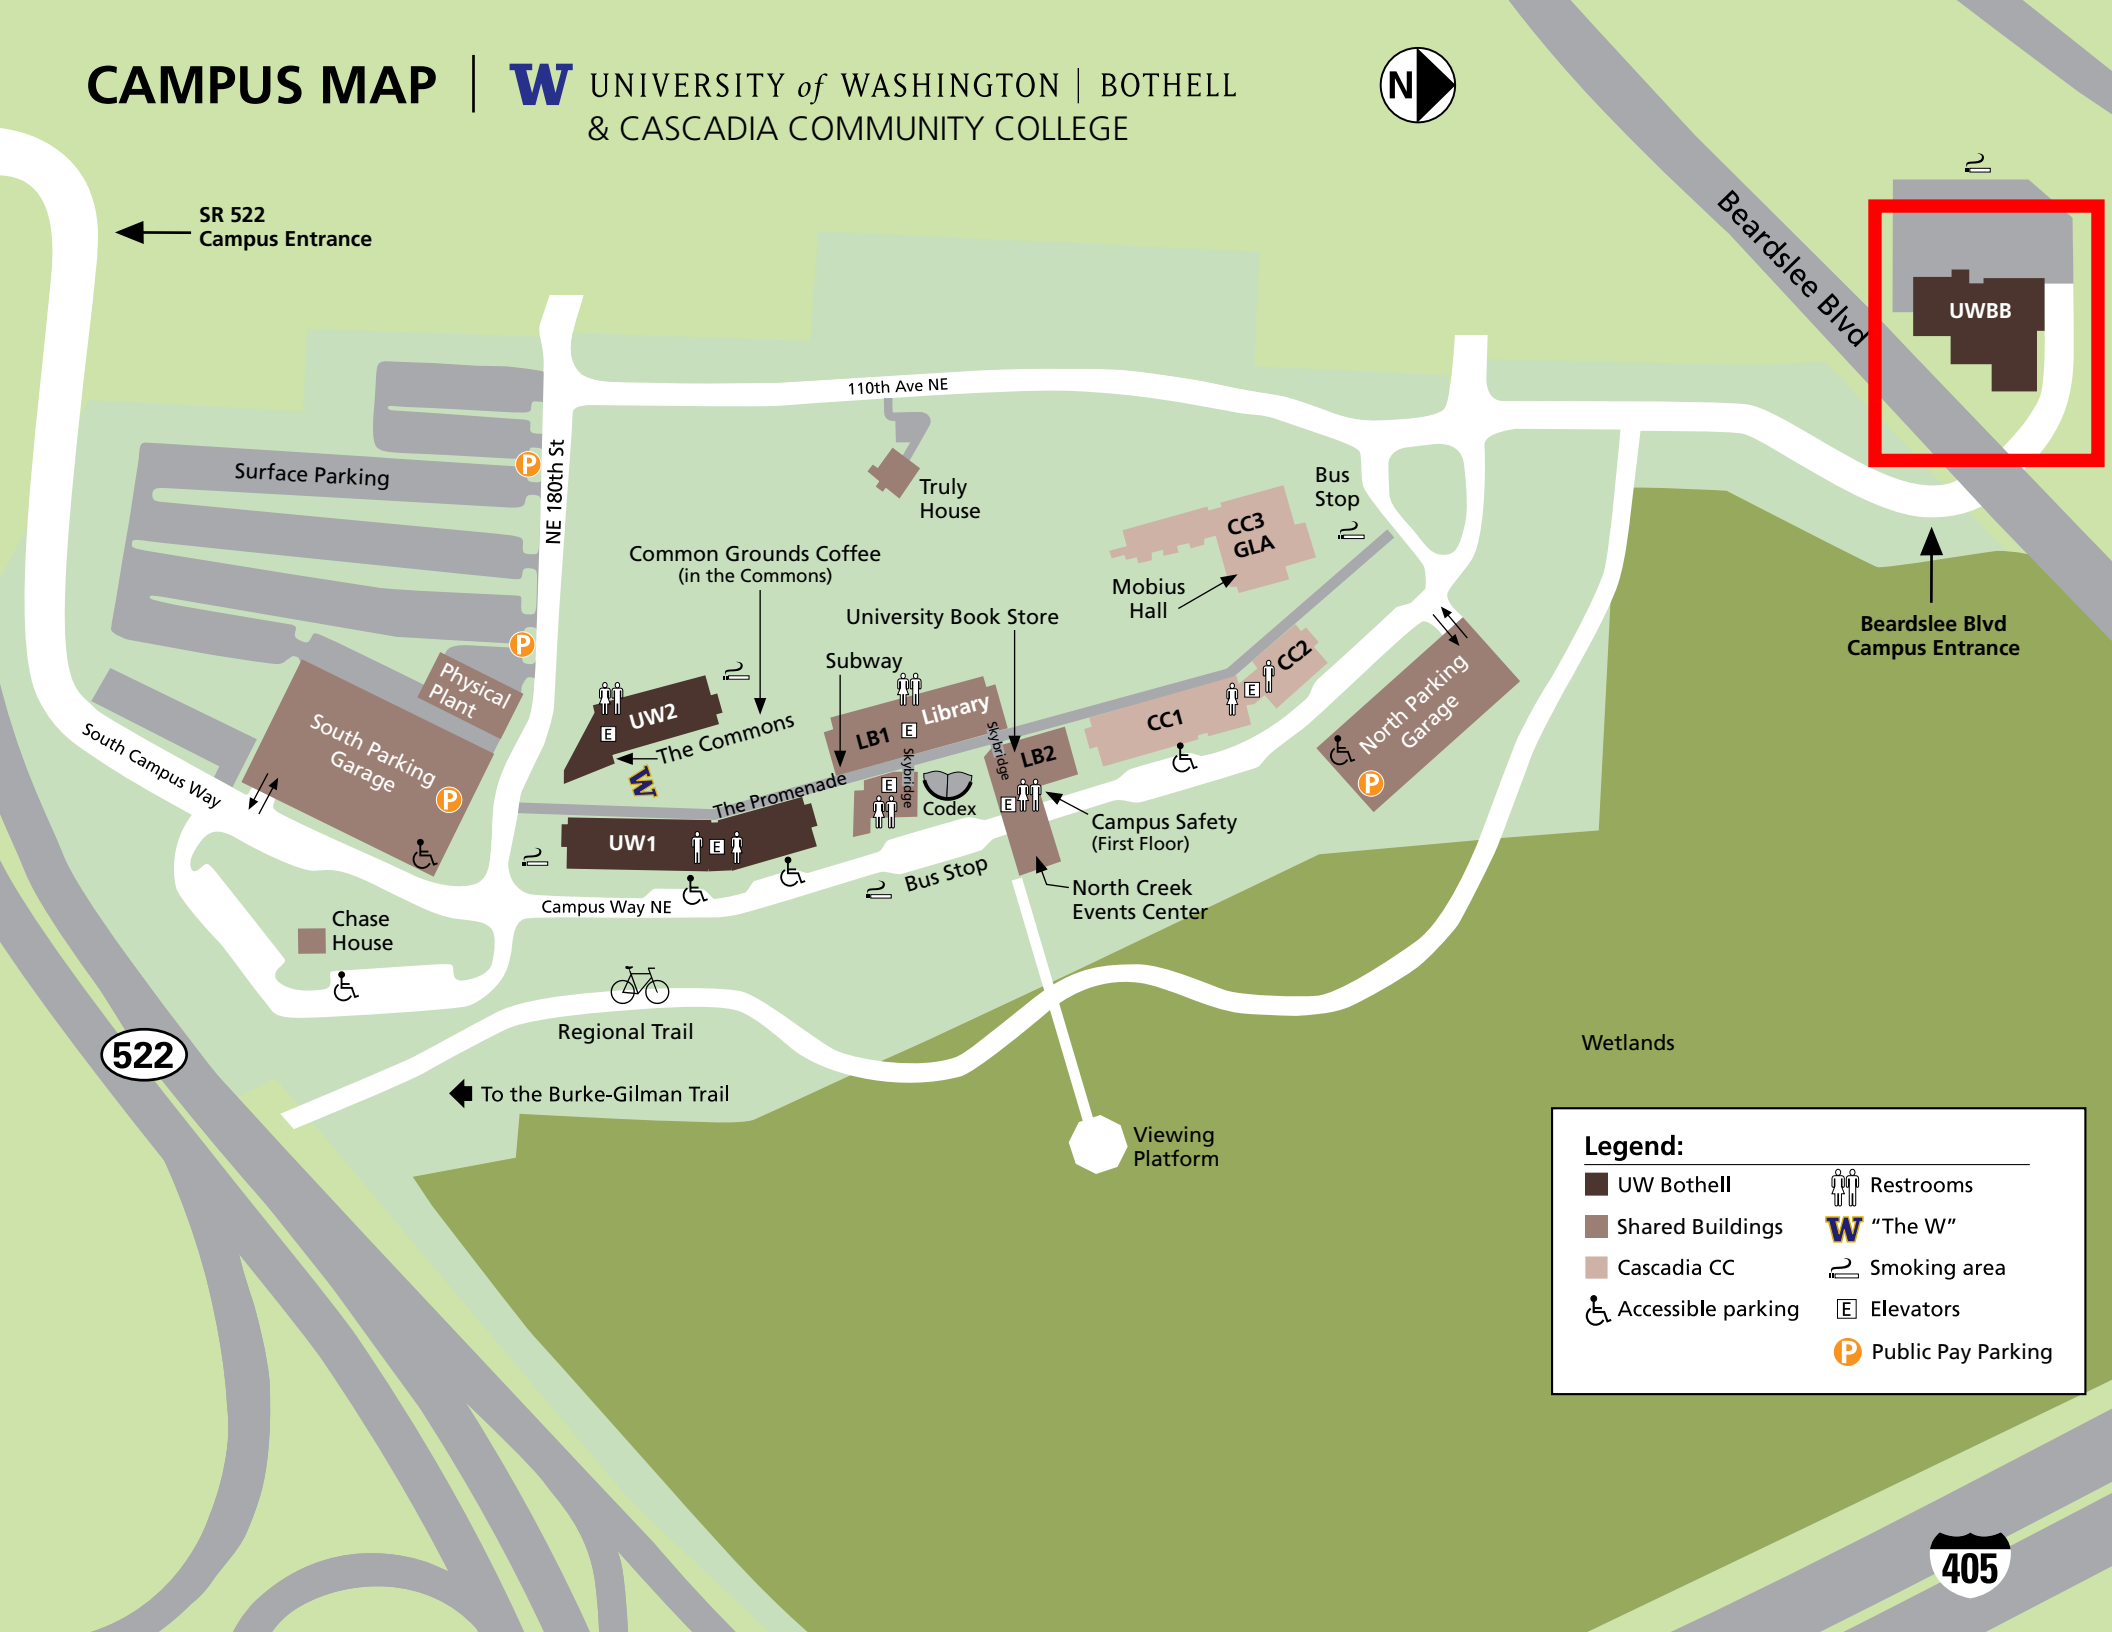 CAMPUS MAP
W UNIVERSITY of WASHINGTON | BOTHELL
& CASCADIA COMMUNITY COLLEGE
N
SR 522
Campus Entrance
Beardslee Blvd
UWBB
110th Ave NE
Surface Parking
P
NE 180th St
Truly
House
Bus
Stop
CC3
GLA
Common Grounds Coffee
(in the Commons)
Mobius
Hall
University Book Store
Beardslee Blvd
Campus Entrance
P
Subway
CC2
Physical
Plant
UW2
E
The Commons
W
LB1
Library
E
Skybridge
Skybridge
LB2
CC1
E
North Parking
Garage
P
South Parking
Garage
P
South Campus Way
The Promenade
E
Codex
E
Campus Safety
(First Floor)
UW1
E
Bus Stop
North Creek
Events Center
Campus Way NE
Chase
House
Regional Trail
522
To the Burke-Gilman Trail
Wetlands
Viewing
Platform
Legend:
UW Bothell
Restrooms
Shared Buildings
W "The W"
Cascadia CC
Smoking area
Accessible parking
E Elevators
P Public Pay Parking
405